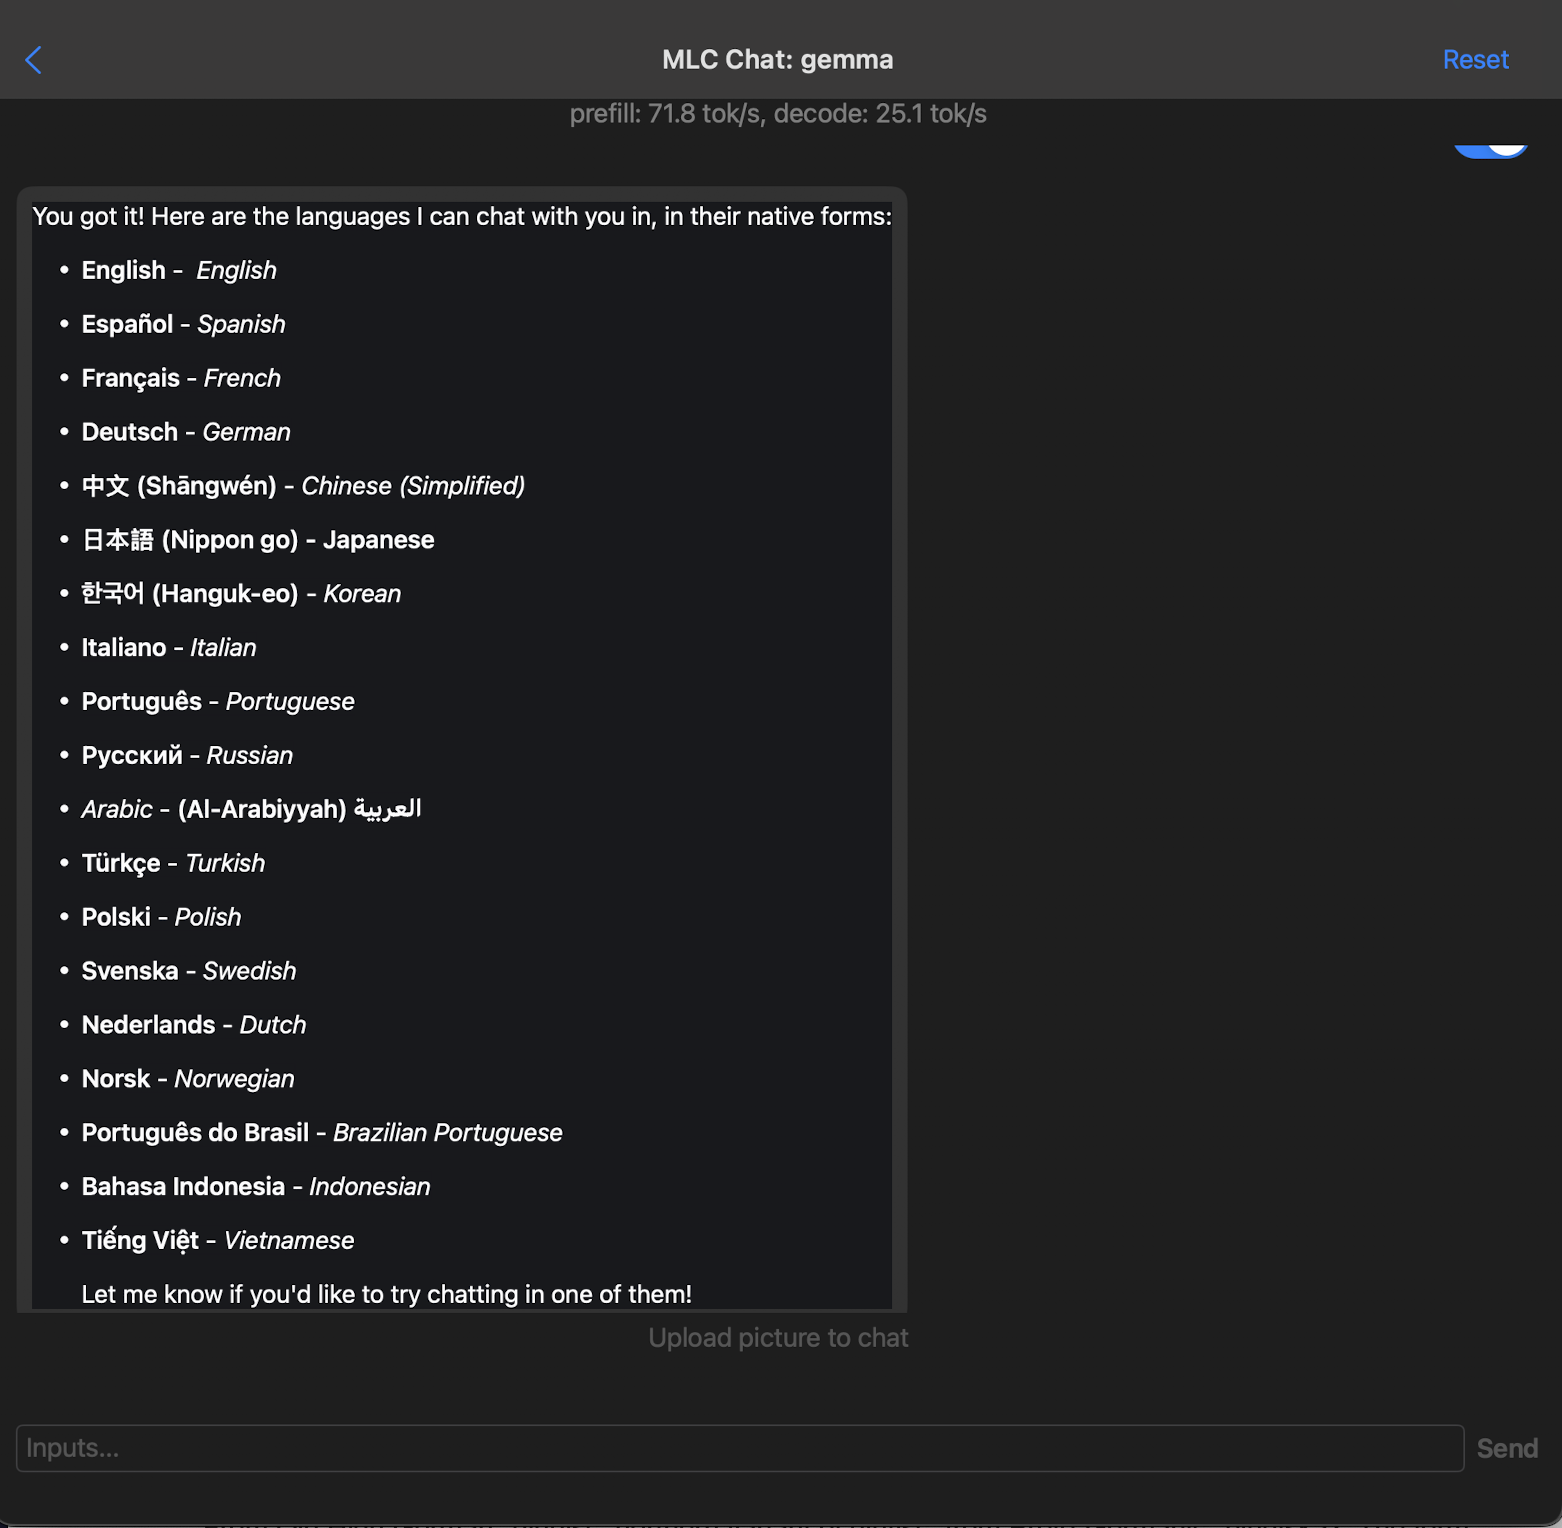 MLC Chat: gemma
Reset
prefill: 71.8 tok/s, decode: 25.1 tok/s
You got it! Here are the languages I can chat with you in, in their native forms:
• English - English
• Español - Spanish
• Français - French
• Deutsch - German
• 中文 (Shāngwén) - Chinese (Simplified)
• 日本語 (Nippon go) - Japanese
• 한국어 (Hanguk-eo) - Korean
• Italiano - Italian
• Português - Portuguese
• Русский - Russian
• Arabic - (Al-Arabiyyah) العربية
• Türkçe - Turkish
• Polski - Polish
• Svenska - Swedish
• Nederlands - Dutch
• Norsk - Norwegian
• Português do Brasil - Brazilian Portuguese
• Bahasa Indonesia - Indonesian
• Tiếng Việt - Vietnamese
Let me know if you'd like to try chatting in one of them!
Upload picture to chat
Inputs...
Send